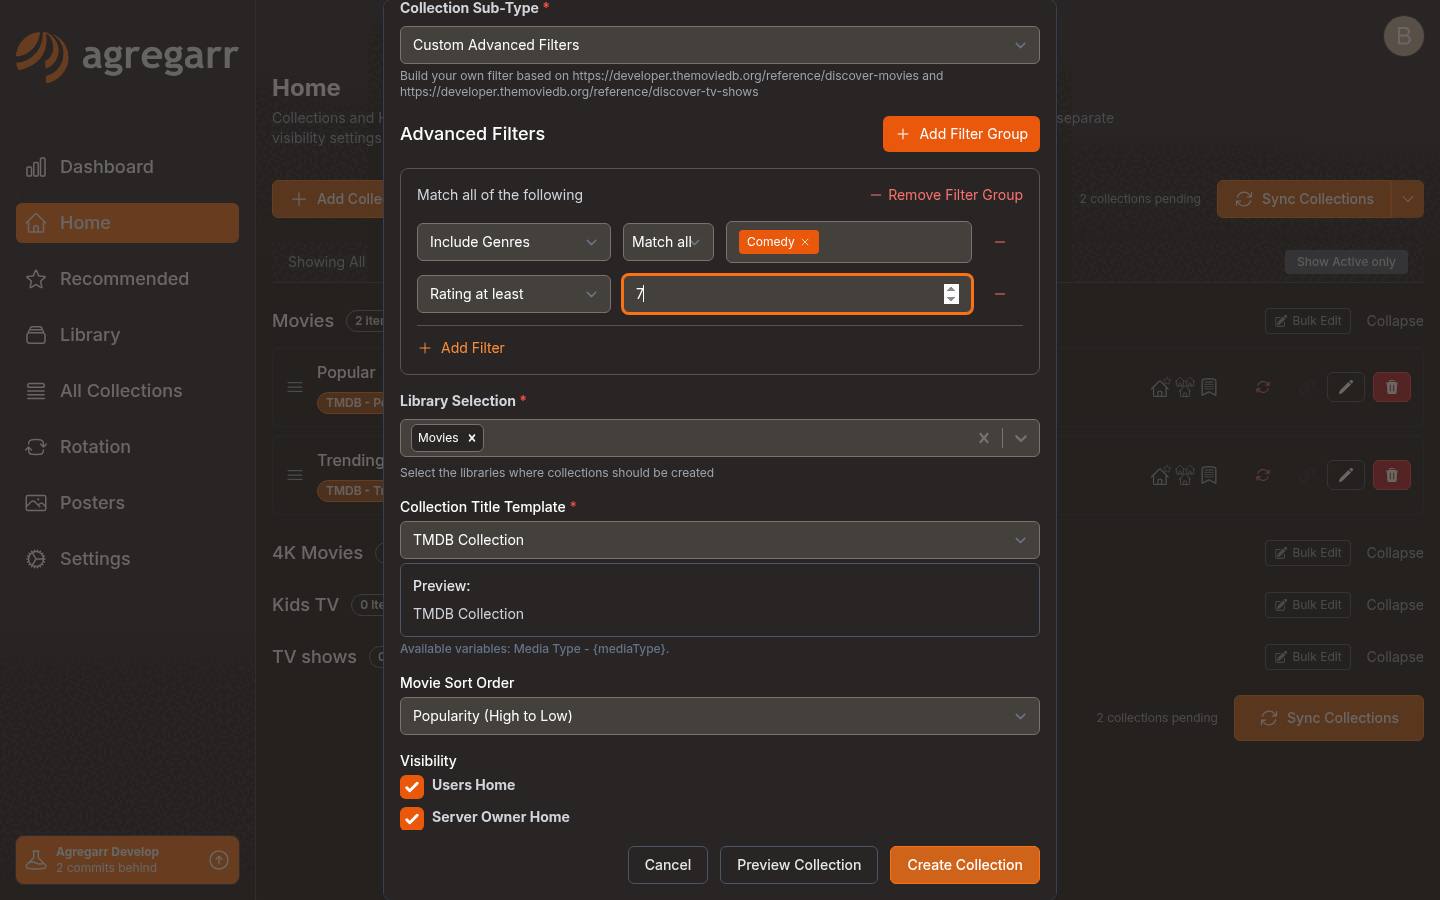 agregarr
Dashboard
Home
Recommended
Library
All Collections
Rotation
Posters
Settings
Agregarr Develop
2 commits behind
Home
Collections and H
visibility settings
separate
B
Add Colle
2 collections pending
Sync Collections
Showing All
Show Active only
Movies
2 iter
Bulk Edit
Collapse
Popular
TMDB - P
Trending
TMDB - T
4K Movies
Bulk Edit
Collapse
Kids TV
0 Ite
Bulk Edit
Collapse
TV shows
Bulk Edit
Collapse
2 collections pending
Sync Collections
Collection Sub-Type *
Custom Advanced Filters
Build your own filter based on https://developer.themoviedb.org/reference/discover-movies and
https://developer.themoviedb.org/reference/discover-tv-shows
Advanced Filters
Add Filter Group
Match all of the following
Remove Filter Group
Include Genres
Match all
Comedy
Rating at least
7
Add Filter
Library Selection *
Movies
Select the libraries where collections should be created
Collection Title Template *
TMDB Collection
Preview:
TMDB Collection
Available variables: Media Type - {mediaType}.
Movie Sort Order
Popularity (High to Low)
Visibility
Users Home
Server Owner Home
Cancel
Preview Collection
Create Collection